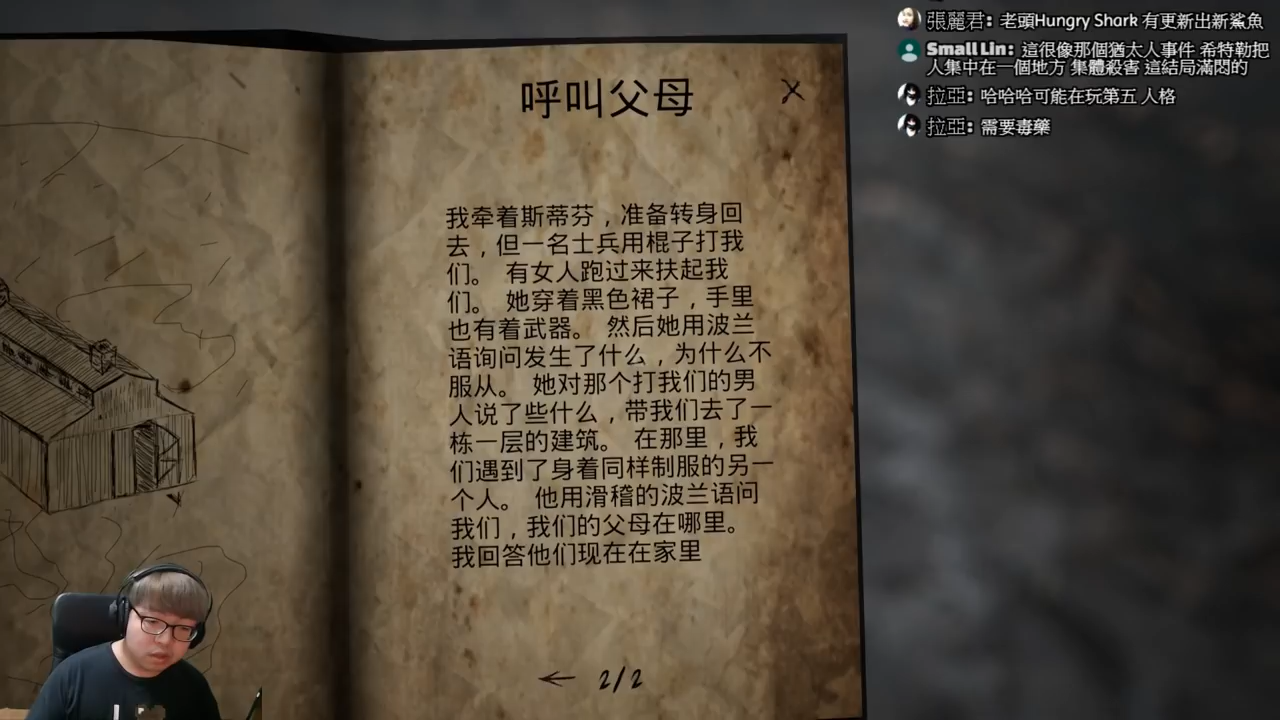 呼叫父母
我牵着斯蒂芬，准备转身回
去，但一名士兵用棍子打我
们。 有女人跑过来扶起我
们。 她穿着黑色裙子，手里
也有着武器。 然后她用波兰
语询问发生了什么，为什么不
服从。 她对那个打我们的男
人说了些什么，带我们去了一
栋一层的建筑。 在那里，我
们遇到了身着同样制服的另一
个人。 他用滑稽的波兰语问
我们，我们的父母在哪里。
我回答他们现在在家里
2/2
張麗君: 老頭Hungry Shark 有更新出新鯊魚
Small Lin: 這很像那個猶太人事件 希特勒把
人集中在一個地方 集體殺害 這結局滿悶的
拉亞: 哈哈哈可能在玩第五 人格
拉亞: 需要毒藥